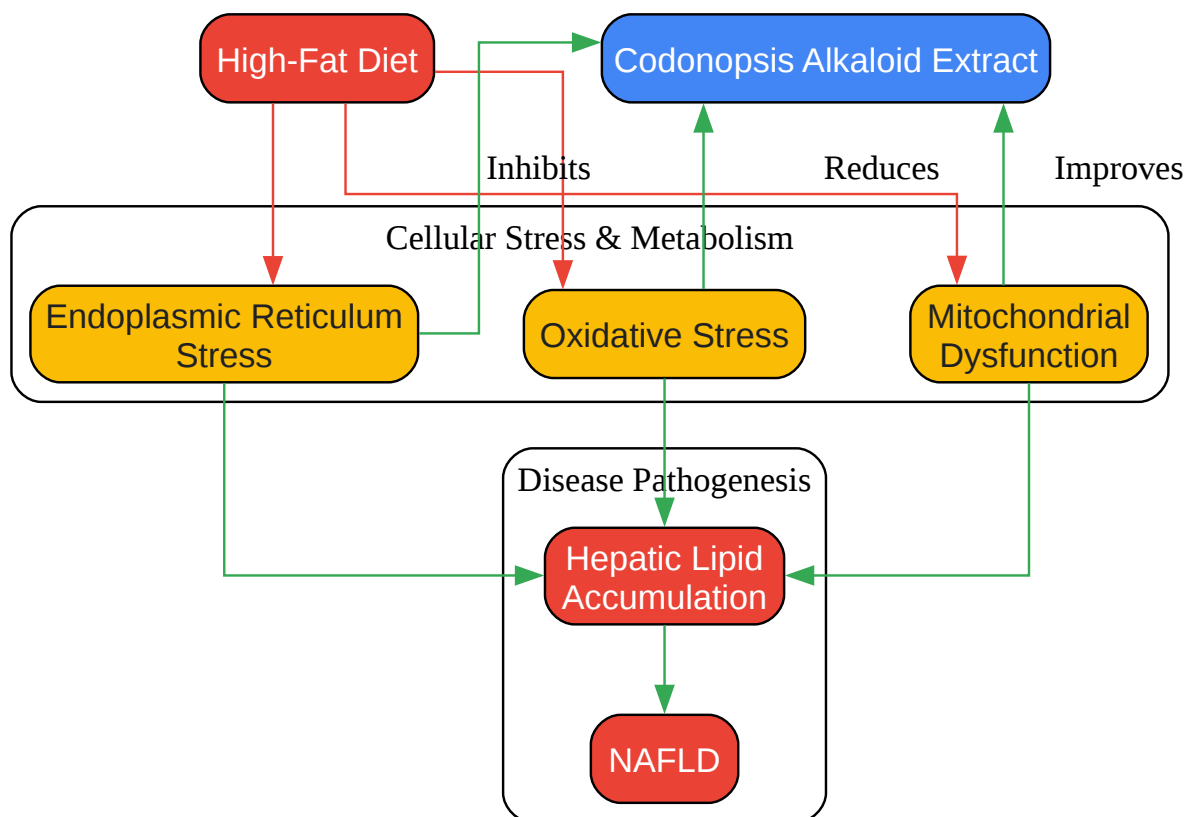 High-Fat Diet
Codonopsis Alkaloid Extract
Inhibits
Reduces
Improves
Cellular Stress & Metabolism
Endoplasmic Reticulum
Stress
Oxidative Stress
Mitochondrial
Dysfunction
Disease Pathogenesis
Hepatic Lipid
Accumulation
NAFLD